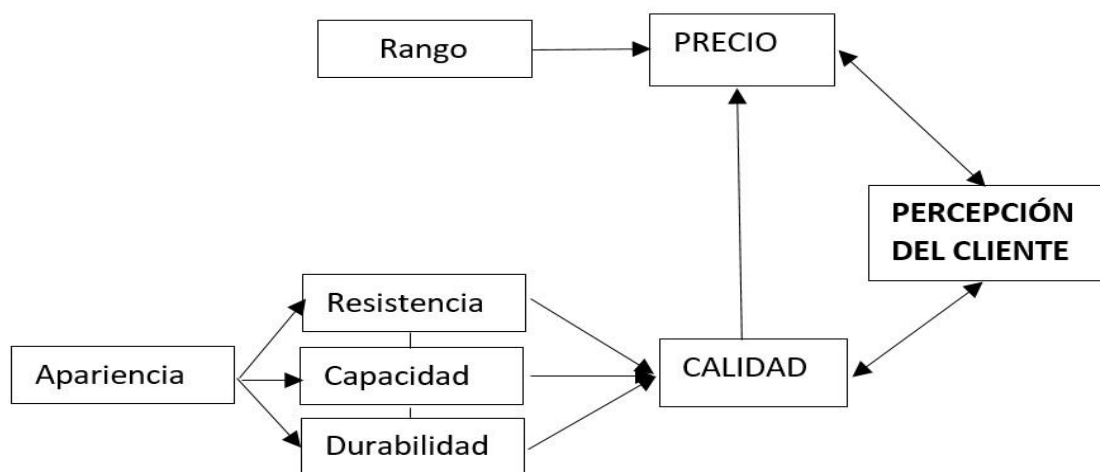 Rango
PRECIO
PERCEPCIÓN
DEL CLIENTE
Resistencia
Apariencia
Capacidad
CALIDAD
Durabilidad